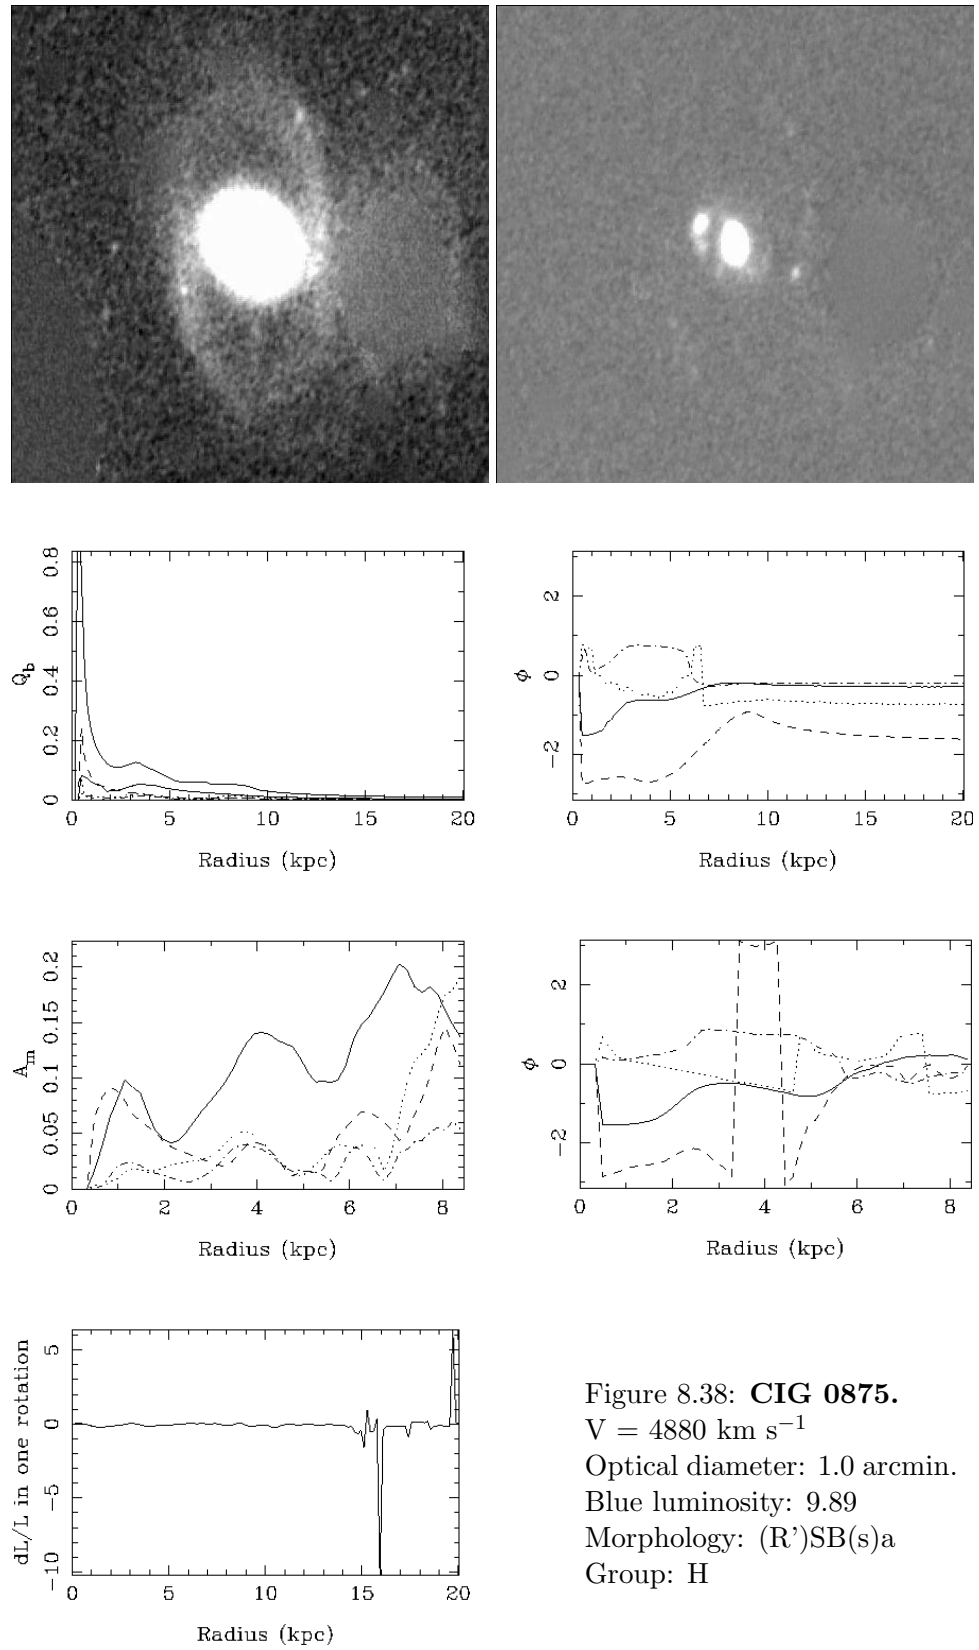 0.8
0.6
0.4
0.2
0
Q_b
0 5 10 15 20
Radius (kpc)
2
0
−2
φ
0 5 10 15 20
Radius (kpc)
0.2
0.15
0.1
0.05
0
A_m
0 2 4 6 8
Radius (kpc)
2
0
−2
φ
0 2 4 6 8
Radius (kpc)
5
0
−5
−10
dL/L in one rotation
0 5 10 15 20
Radius (kpc)
Figure 8.38: CIG 0875.
V = 4880 km s−1
Optical diameter: 1.0 arcmin.
Blue luminosity: 9.89
Morphology: (R')SB(s)a
Group: H